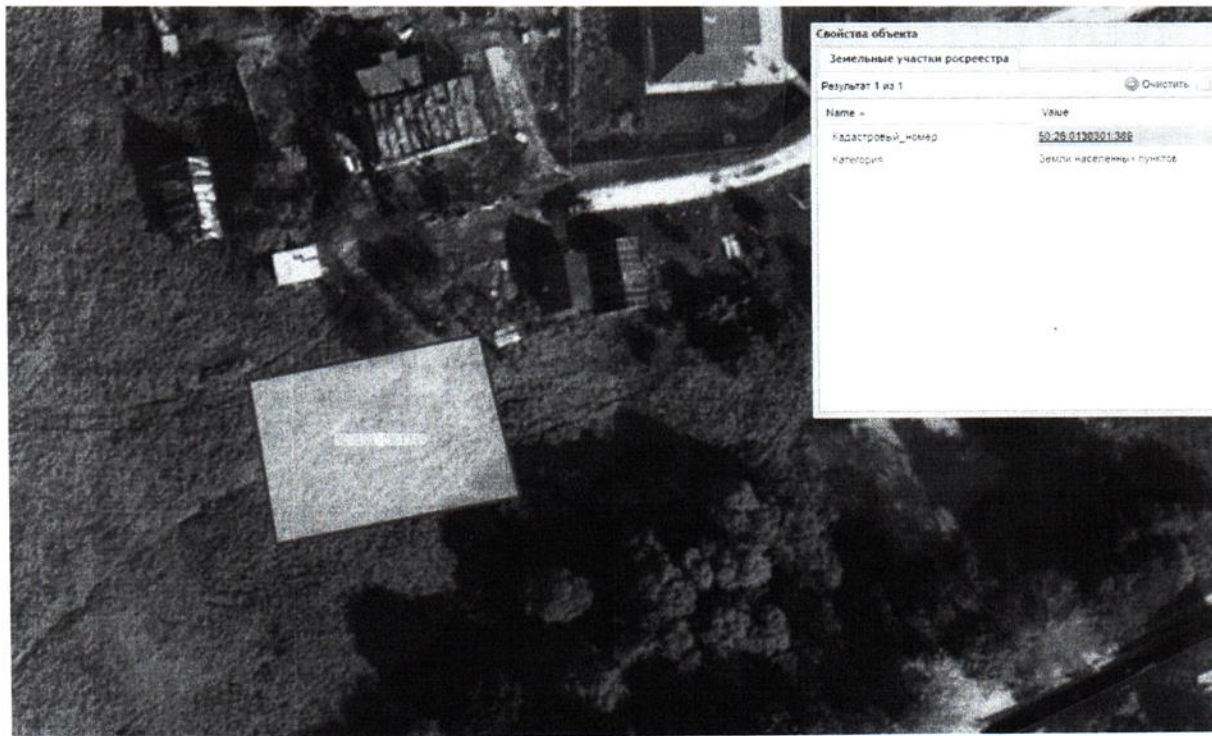 Свойства объекта
Земельные участки росреестра
Результат 1 из 1 Очистить
Name Value
Кадастровый_номер 50:26:0130301:389
Категория Земли населенных пунктов